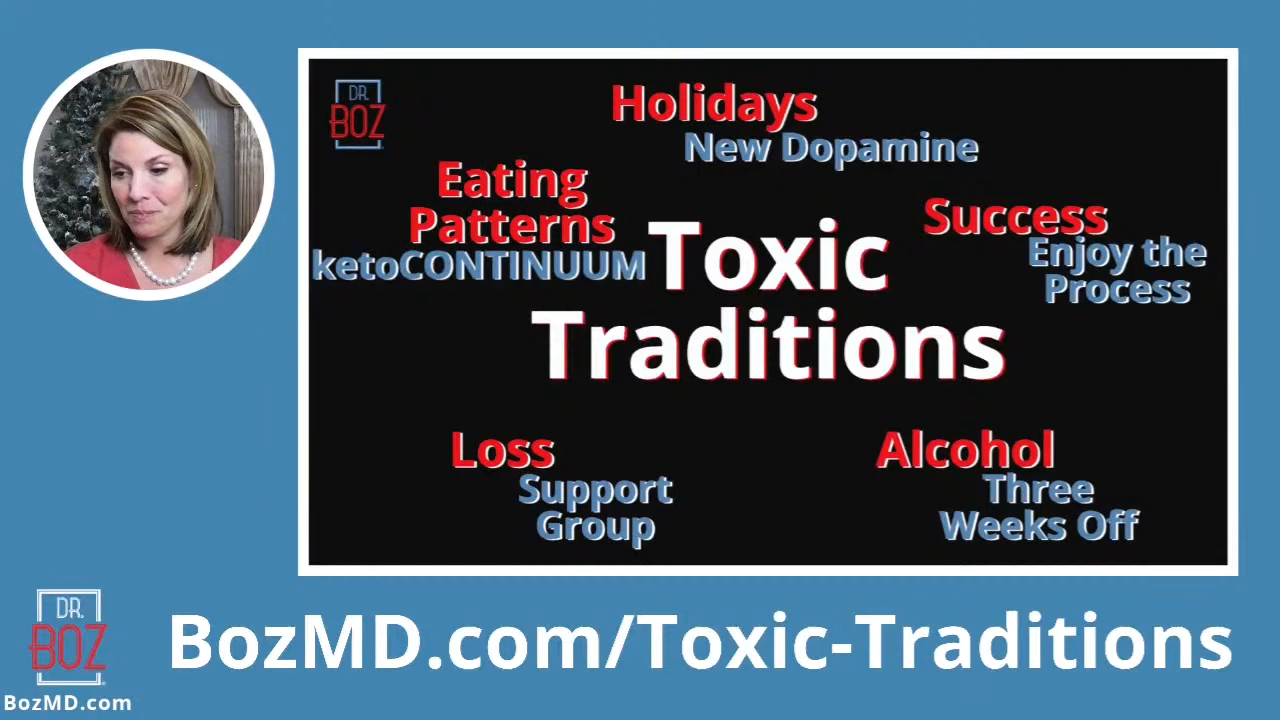 DR.
BOZ
Holidays
New Dopamine
Eating
Patterns
ketoCONTINUUM
Success
Enjoy the
Process
Toxic
Traditions
Loss
Support
Group
Alcohol
Three
Weeks Off
DR.
BOZ
BozMD.com
BozMD.com/Toxic-Traditions